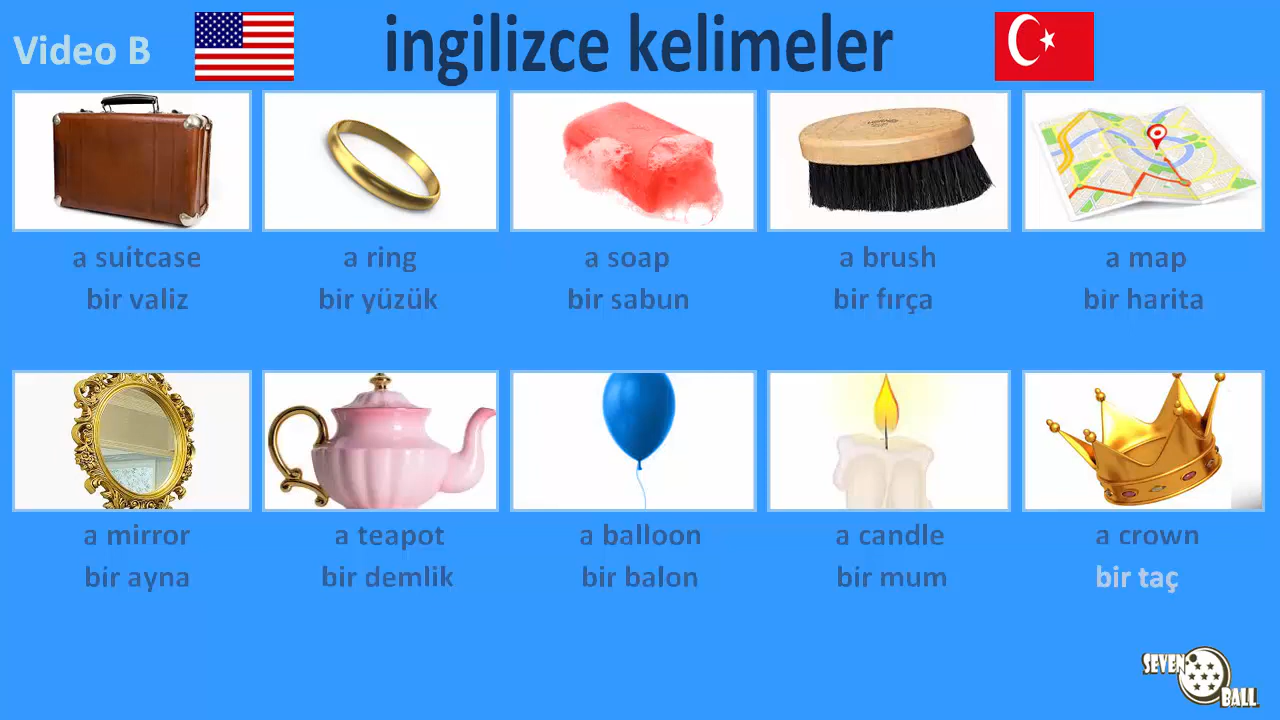 Video B
ingilizce kelimeler
a suitcase
bir valiz
a ring
bir yüzük
a soap
bir sabun
a brush
bir fırça
a map
bir harita
a mirror
bir ayna
a teapot
bir demlik
a balloon
bir balon
a candle
bir mum
a crown
bir taç
SEVEN
BALL